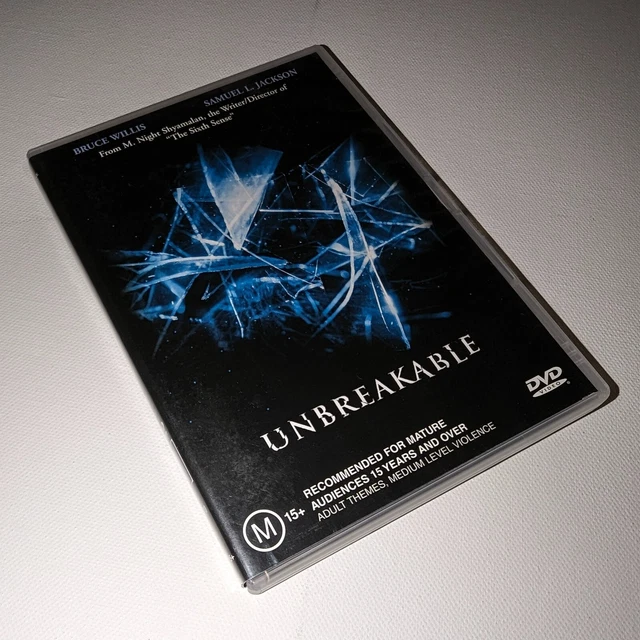 BRUCE WILLIS SAMUEL L. JACKSON
From M. Night Shyamalan, the Writer/Director of
"The Sixth Sense"
UNBREAKABLE
DVD
VIDEO
M 15+
RECOMMENDED FOR MATURE
AUDIENCES 15 YEARS AND OVER
ADULT THEMES, MEDIUM LEVEL VIOLENCE